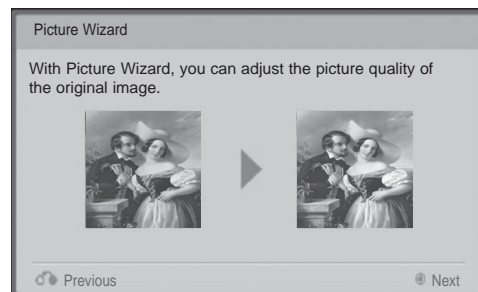 Picture Wizard
With Picture Wizard, you can adjust the picture quality of
the original image.
Previous
Next